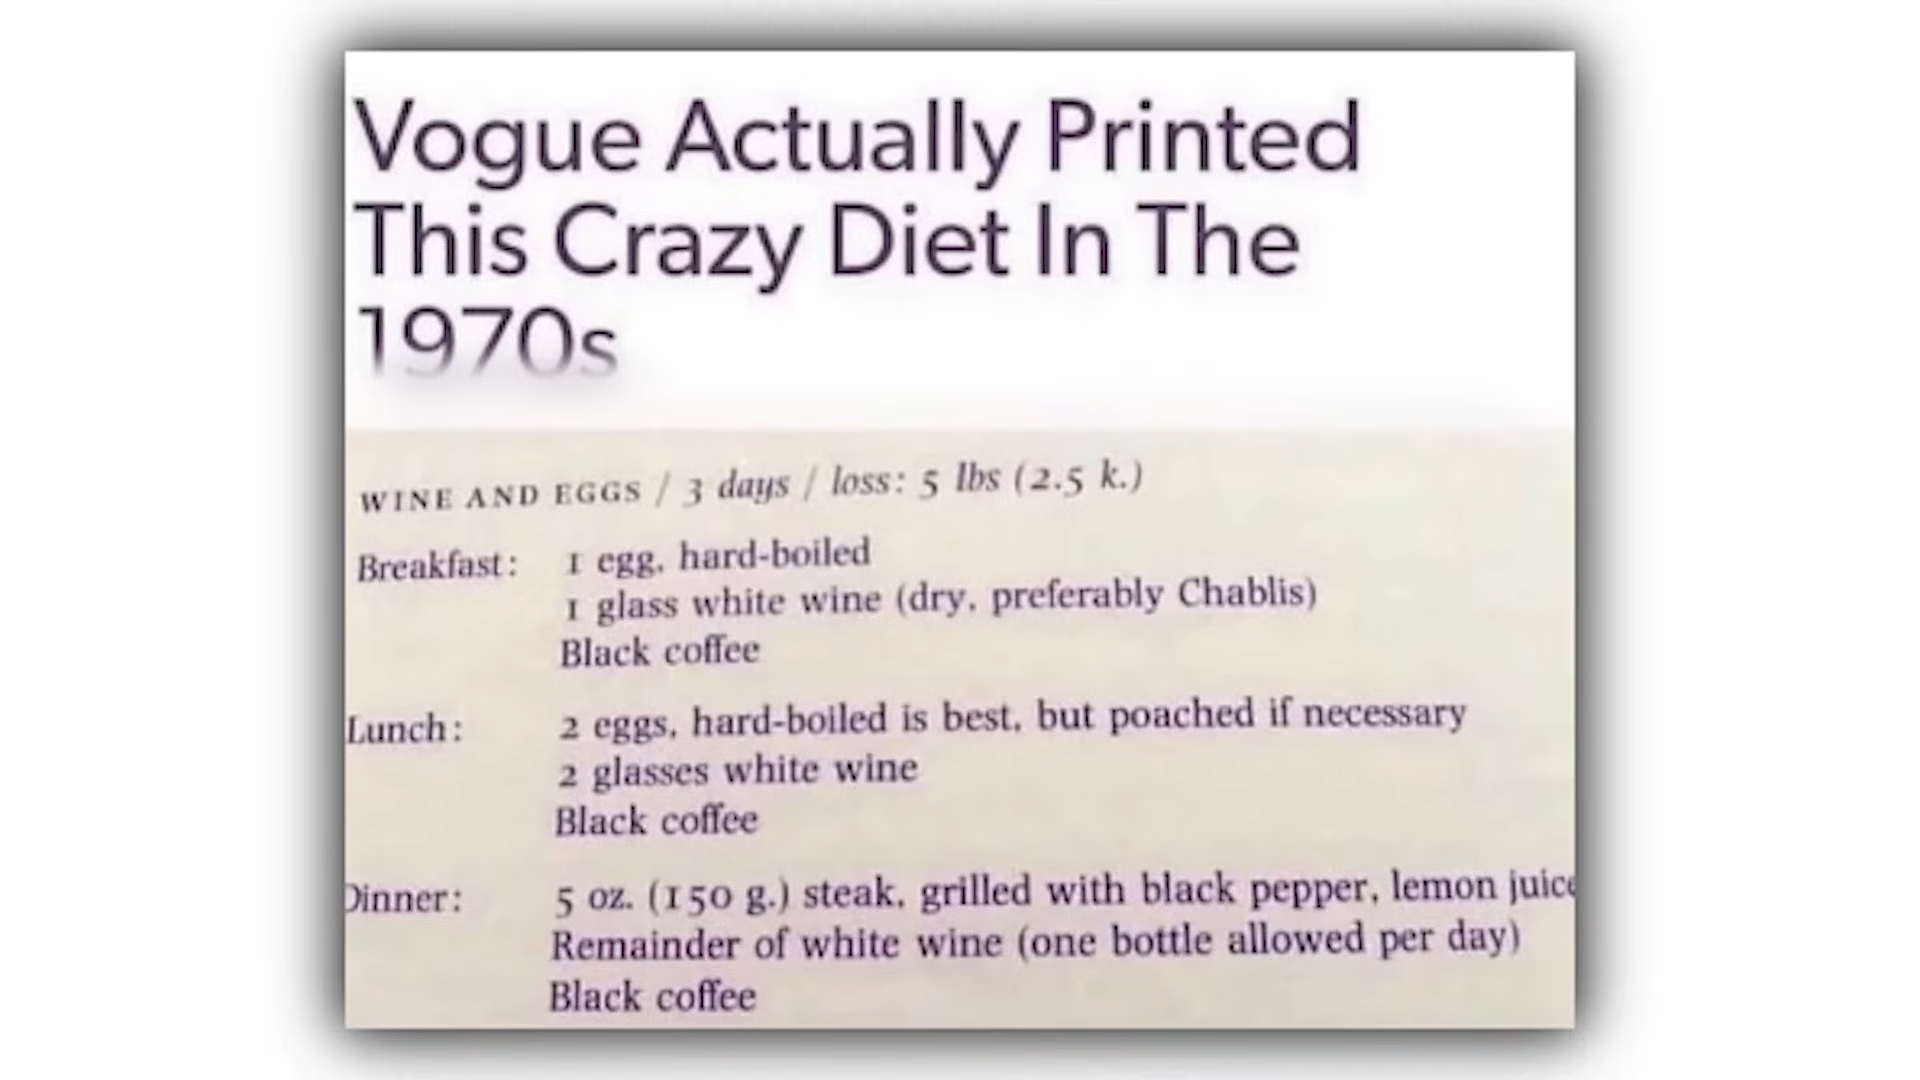 Vogue Actually Printed
This Crazy Diet In The
1970s
WINE AND EGGS / 3 days / loss: 5 lbs (2.5 k.)
Breakfast: 1 egg, hard-boiled
1 glass white wine (dry, preferably Chablis)
Black coffee
Lunch: 2 eggs, hard-boiled is best, but poached if necessary
2 glasses white wine
Black coffee
Dinner: 5 oz. (150 g.) steak, grilled with black pepper, lemon juice
Remainder of white wine (one bottle allowed per day)
Black coffee